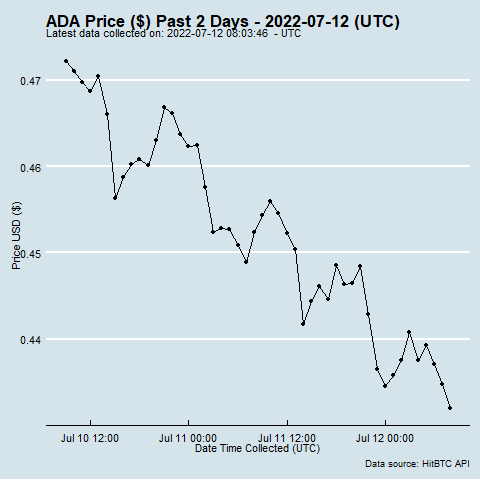 ADA Price ($) Past 2 Days - 2022-07-12 (UTC)
Latest data collected on: 2022-07-12 08:03:46 - UTC
0.47
0.46
0.45
0.44
Price USD ($)
Jul 10 12:00
Jul 11 00:00
Jul 11 12:00
Jul 12 00:00
Date Time Collected (UTC)
Data source: HitBTC API